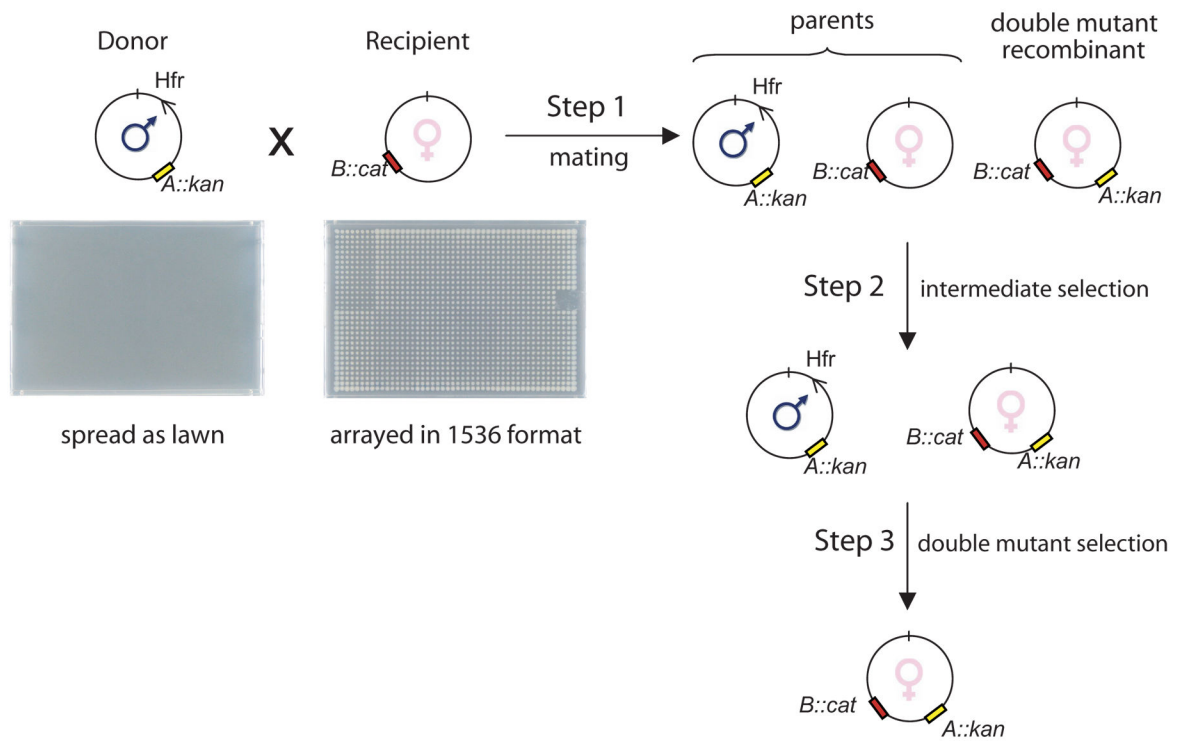 Donor
Recipient
parents
double mutant
recombinant
Hfr
A::kan
X
B::cat
Step 1
mating
Hfr
A::kan
B::cat
B::cat
A::kan
spread as lawn
arrayed in 1536 format
Step 2
intermediate selection
Hfr
A::kan
B::cat
A::kan
Step 3
double mutant selection
B::cat
A::kan